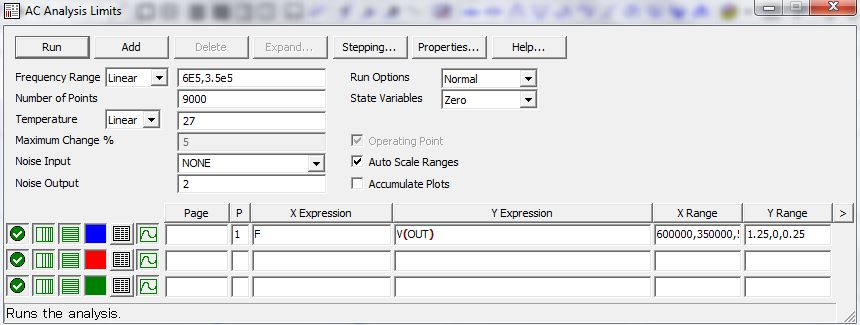 AC Analysis Limits
Run Add Delete Expand... Stepping... Properties... Help...
Frequency Range Linear 6E5,3.5e5 Run Options Normal
Number of Points 9000 State Variables Zero
Temperature Linear 27
Maximum Change % 5 Operating Point
Noise Input NONE Auto Scale Ranges
Noise Output 2 Accumulate Plots
Page P X Expression Y Expression X Range Y Range >
1 F V(OUT) 600000,350000, 1.25,0,0.25
Runs the analysis.